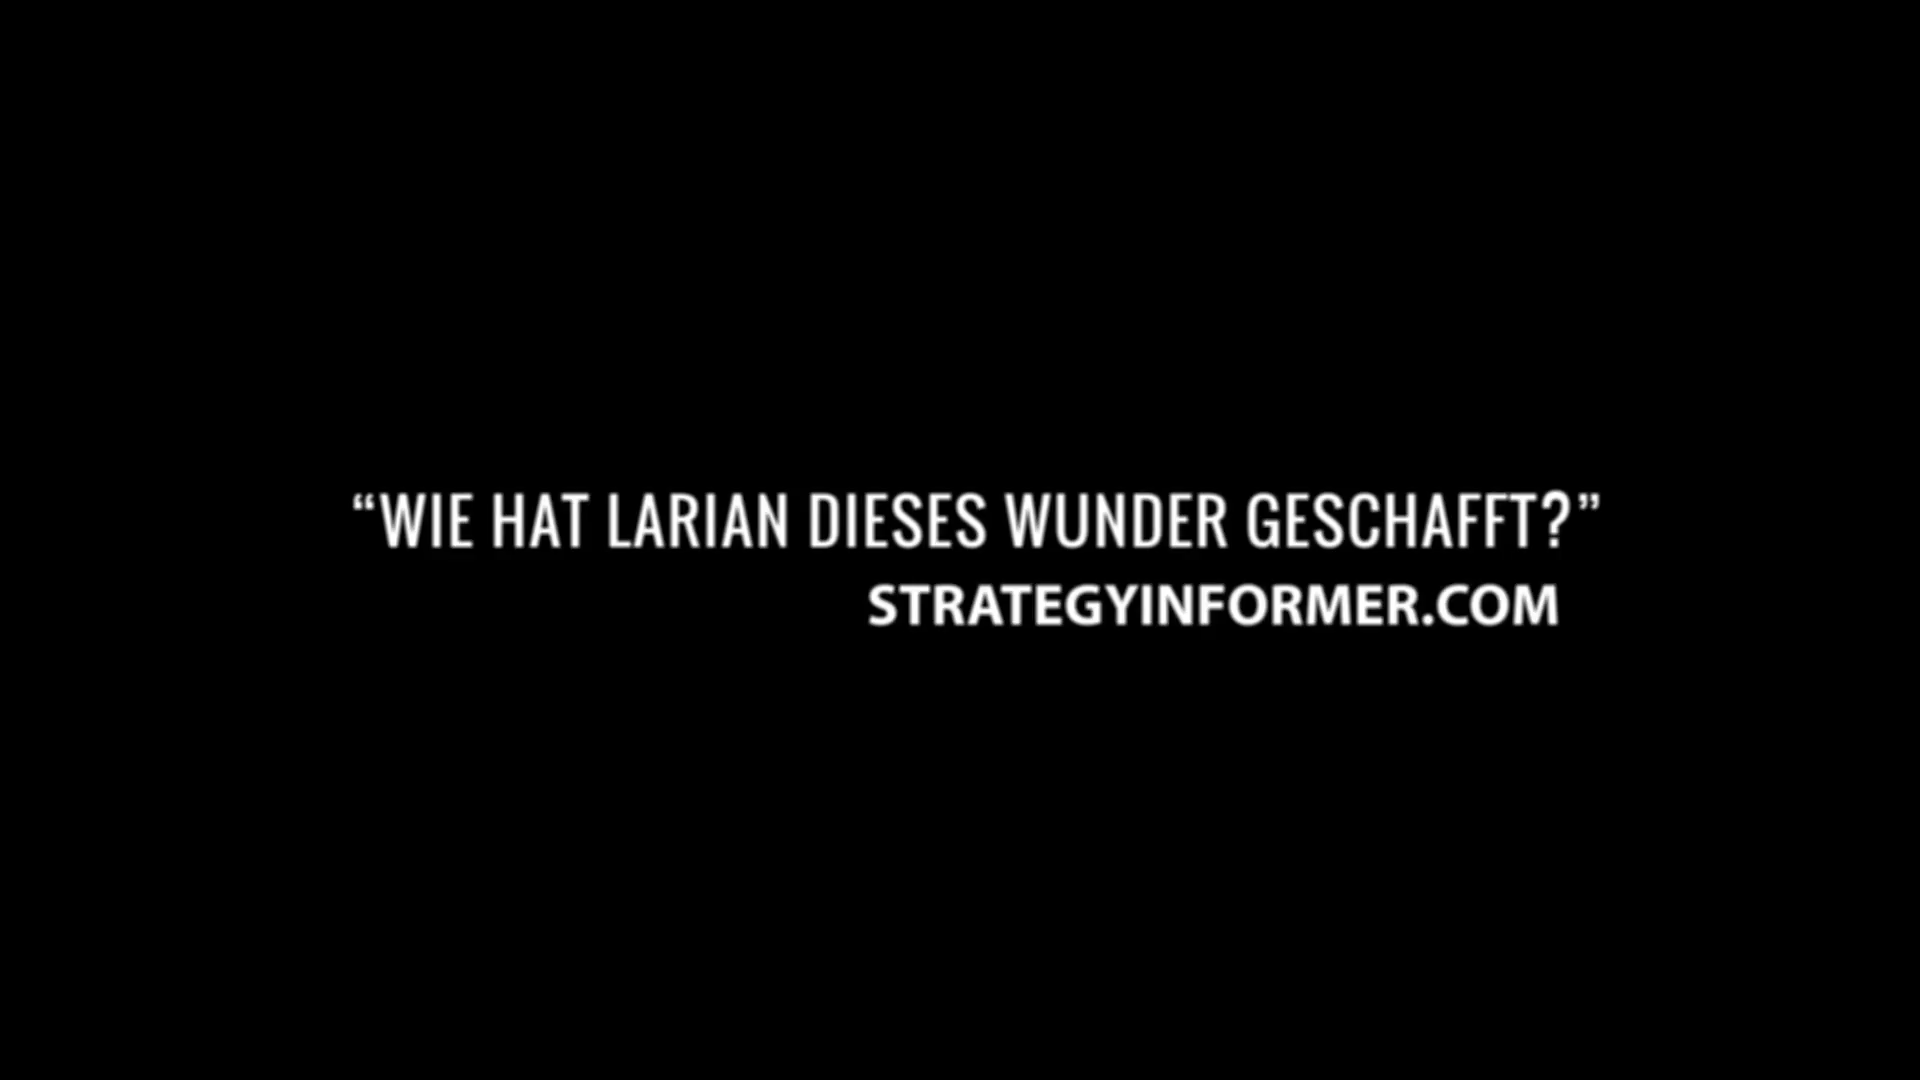 “WIE HAT LARIAN DIESES WUNDER GESCHAFFT?”
STRATEGYINFORMER.COM